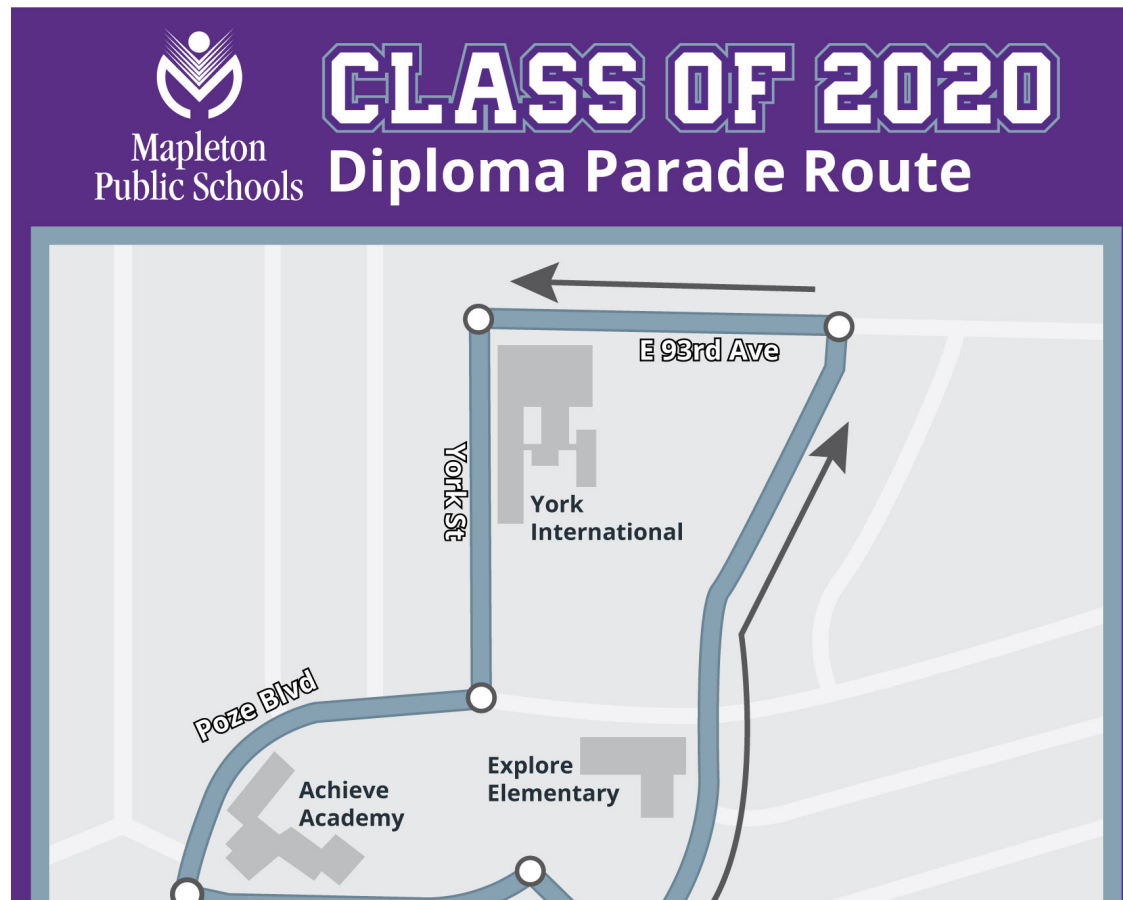 CLASS OF 2020
Mapleton
Public Schools
Diploma Parade Route
E 93rd Ave
York St
York
International
Poze Blvd
Explore
Elementary
Achieve
Academy